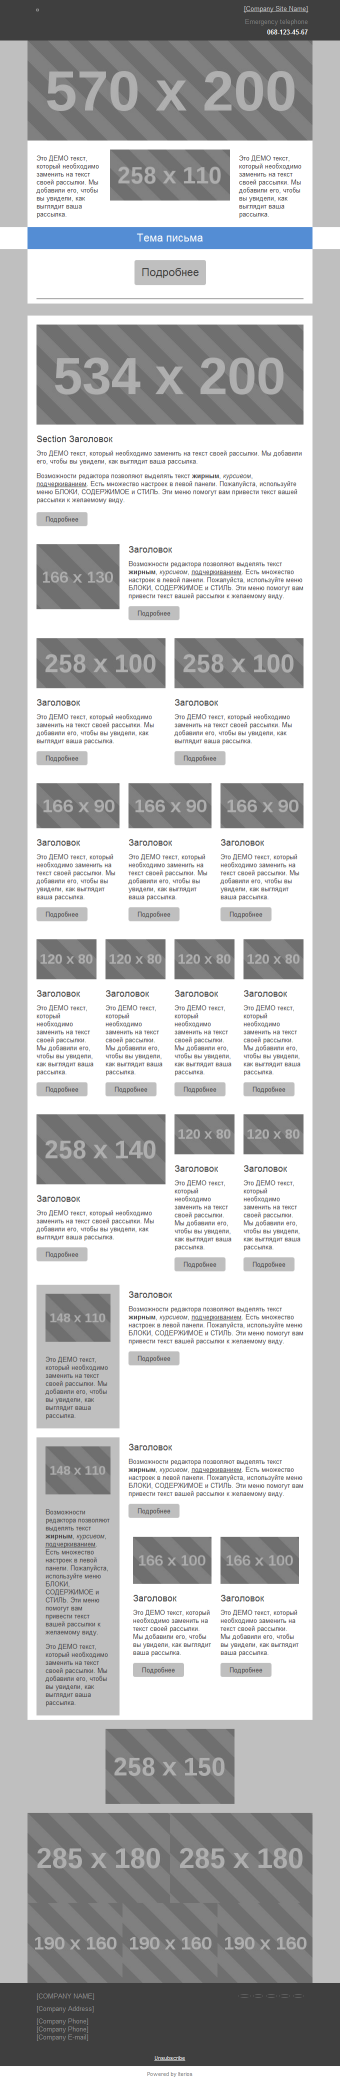 [Company Site Name]
Emergency telephone
068-123-45-67
570 x 200
Это ДЕМО текст,
который необходимо
заменить на текст
своей рассылки. Мы
добавили его, чтобы
вы увидели, как
выглядит ваша
рассылка.
258 x 110
Это ДЕМО текст,
который необходимо
заменить на текст
своей рассылки. Мы
добавили его, чтобы
вы увидели, как
выглядит ваша
рассылка.
Тема письма
Подробнее
534 x 200
Section Заголовок
Это ДЕМО текст, который необходимо заменить на текст своей рассылки. Мы добавили
его, чтобы вы увидели, как выглядит ваша рассылка.
Возможности редактора позволяют выделять текст жирным, курсивом,
подчеркиванием. Есть множество настроек в левой панели. Пожалуйста, используйте
меню БЛОКИ, СОДЕРЖИМОЕ и СТИЛЬ. Эти меню помогут вам привести текст вашей
рассылки к желаемому виду.
Подробнее
166 x 130
Заголовок
Возможности редактора позволяют выделять текст
жирным, курсивом, подчеркиванием. Есть множество
настроек в левой панели. Пожалуйста, используйте меню
БЛОКИ, СОДЕРЖИМОЕ и СТИЛЬ. Эти меню помогут вам
привести текст вашей рассылки к желаемому виду.
Подробнее
258 x 100
Заголовок
Это ДЕМО текст, который необходимо
заменить на текст своей рассылки. Мы
добавили его, чтобы вы увидели, как
выглядит ваша рассылка.
Подробнее
258 x 100
Заголовок
Это ДЕМО текст, который необходимо
заменить на текст своей рассылки. Мы
добавили его, чтобы вы увидели, как
выглядит ваша рассылка.
Подробнее
166 x 90
Заголовок
Это ДЕМО текст, который
необходимо заменить на
текст своей рассылки. Мы
добавили его, чтобы вы
увидели, как выглядит
ваша рассылка.
Подробнее
166 x 90
Заголовок
Это ДЕМО текст, который
необходимо заменить на
текст своей рассылки.
Мы добавили его, чтобы
вы увидели, как выглядит
ваша рассылка.
Подробнее
166 x 90
Заголовок
Это ДЕМО текст, который
необходимо заменить на
текст своей рассылки.
Мы добавили его, чтобы
вы увидели, как выглядит
ваша рассылка.
Подробнее
120 x 80
Заголовок
Это ДЕМО текст,
который
необходимо
заменить на текст
своей рассылки.
Мы добавили его,
чтобы вы увидели,
как выглядит ваша
рассылка.
Подробнее
120 x 80
Заголовок
Это ДЕМО текст,
который
необходимо
заменить на текст
своей рассылки.
Мы добавили его,
чтобы вы увидели,
как выглядит ваша
рассылка.
Подробнее
120 x 80
Заголовок
Это ДЕМО текст,
который
необходимо
заменить на текст
своей рассылки.
Мы добавили его,
чтобы вы увидели,
как выглядит ваша
рассылка.
Подробнее
120 x 80
Заголовок
Это ДЕМО текст,
который
необходимо
заменить на текст
своей рассылки.
Мы добавили его,
чтобы вы увидели,
как выглядит ваша
рассылка.
Подробнее
258 x 140
Заголовок
Это ДЕМО текст, который необходимо
заменить на текст своей рассылки. Мы
добавили его, чтобы вы увидели, как
выглядит ваша рассылка.
Подробнее
120 x 80
Заголовок
Это ДЕМО текст,
который
необходимо
заменить на текст
своей рассылки.
Мы добавили его,
чтобы вы увидели,
как выглядит ваша
рассылка.
Подробнее
120 x 80
Заголовок
Это ДЕМО текст,
который
необходимо
заменить на текст
своей рассылки.
Мы добавили его,
чтобы вы увидели,
как выглядит ваша
рассылка.
Подробнее
148 x 110
Это ДЕМО текст,
который необходимо
заменить на текст
своей рассылки. Мы
добавили его, чтобы
вы увидели, как
выглядит ваша
рассылка.
Заголовок
Возможности редактора позволяют выделять текст
жирным, курсивом, подчеркиванием. Есть множество
настроек в левой панели. Пожалуйста, используйте меню
БЛОКИ, СОДЕРЖИМОЕ и СТИЛЬ. Эти меню помогут вам
привести текст вашей рассылки к желаемому виду.
Подробнее
148 x 110
Возможности
редактора позволяют
выделять текст
жирным, курсивом,
подчеркиванием.
Есть множество
настроек в левой
панели. Пожалуйста,
используйте меню
БЛОКИ,
СОДЕРЖИМОЕ и
СТИЛЬ. Эти меню
помогут вам
привести текст
вашей рассылки к
желаемому виду.
Это ДЕМО текст,
который необходимо
заменить на текст
своей рассылки. Мы
добавили его, чтобы
вы увидели, как
выглядит ваша
рассылка.
Заголовок
Возможности редактора позволяют выделять текст
жирным, курсивом, подчеркиванием. Есть множество
настроек в левой панели. Пожалуйста, используйте меню
БЛОКИ, СОДЕРЖИМОЕ и СТИЛЬ. Эти меню помогут вам
привести текст вашей рассылки к желаемому виду.
Подробнее
166 x 100
Заголовок
Это ДЕМО текст, который
необходимо заменить на
текст своей рассылки.
Мы добавили его, чтобы
вы увидели, как выглядит
ваша рассылка.
Подробнее
166 x 100
Заголовок
Это ДЕМО текст, который
необходимо заменить на
текст своей рассылки.
Мы добавили его, чтобы
вы увидели, как выглядит
ваша рассылка.
Подробнее
258 x 150
285 x 180
285 x 180
190 x 160
190 x 160
190 x 160
[COMPANY NAME]
[Company Address]
[Company Phone]
[Company Phone]
[Company E-mail]
Unsubscribe
Powered by